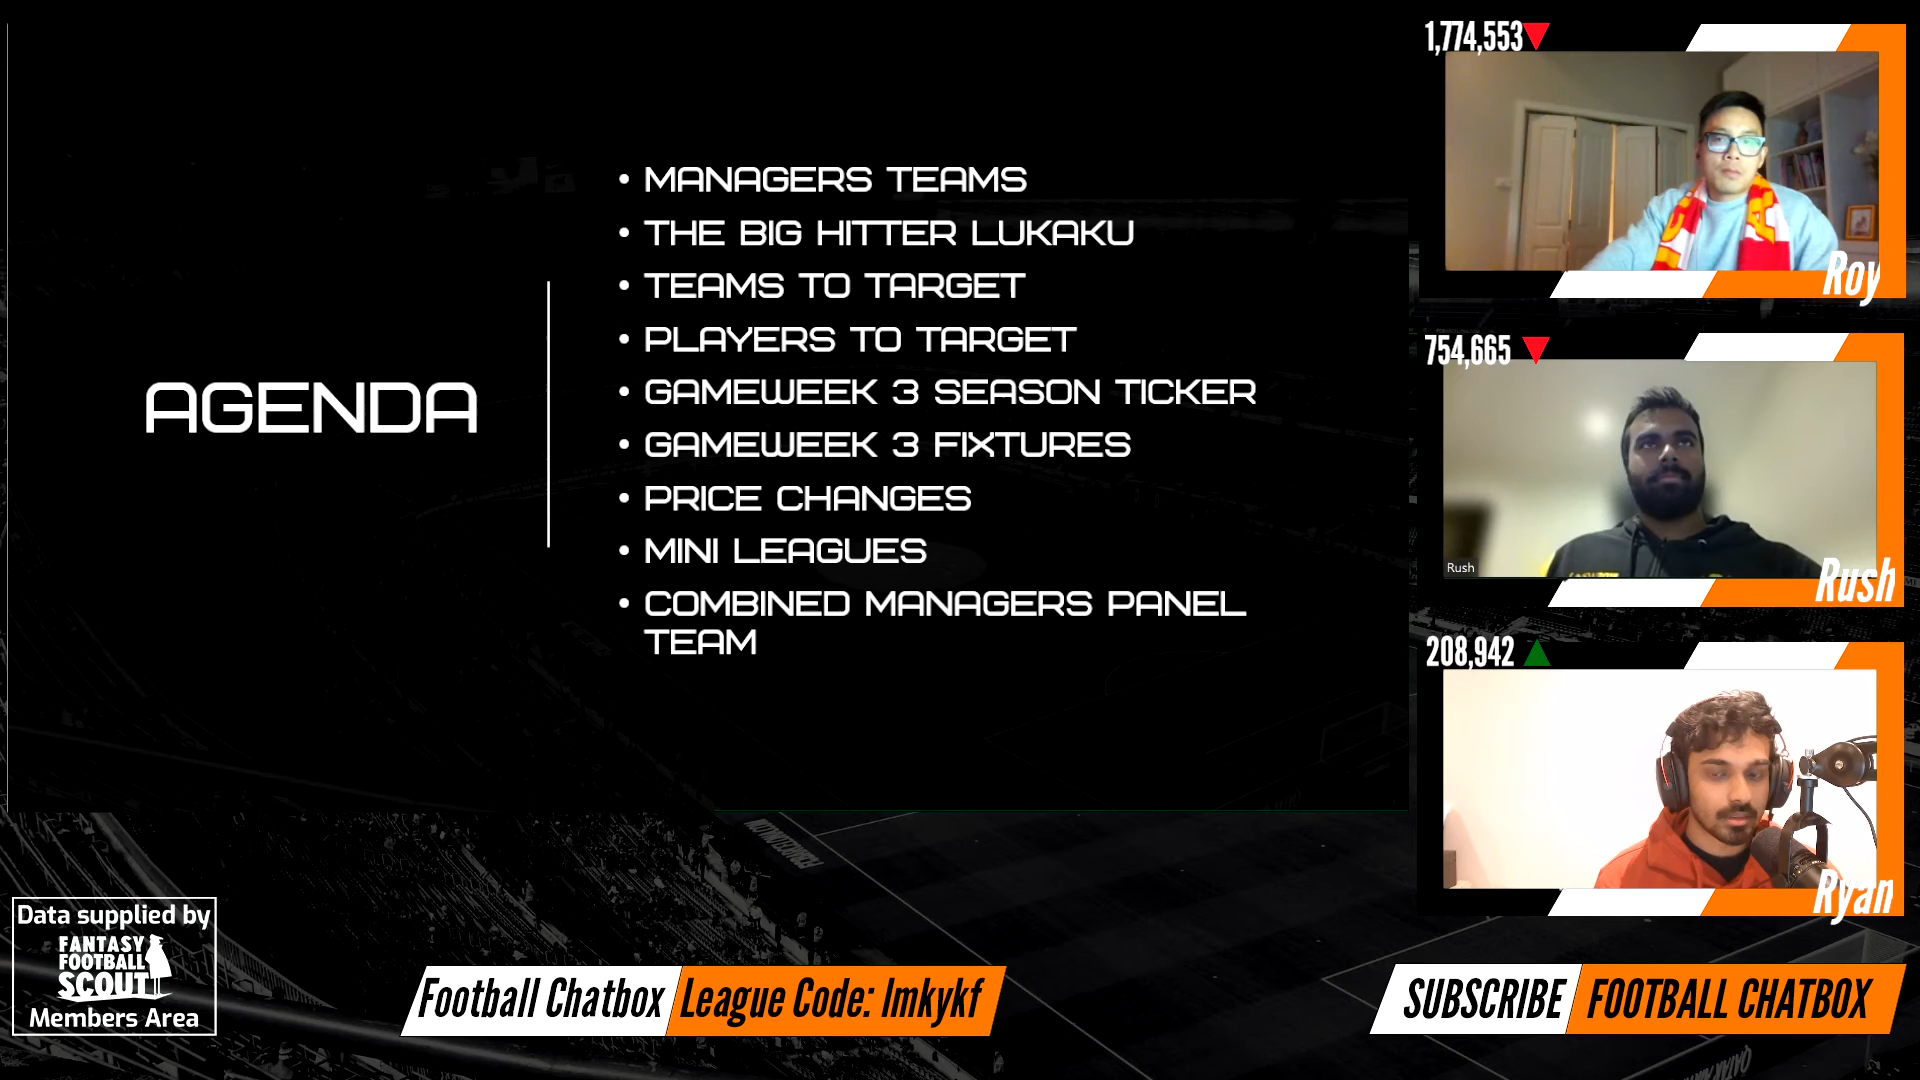 AGENDA
• MANAGERS TEAMS
• THE BIG HITTER LUKAKU
• TEAMS TO TARGET
• PLAYERS TO TARGET
• GAMEWEEK 3 SEASON TICKER
• GAMEWEEK 3 FIXTURES
• PRICE CHANGES
• MINI LEAGUES
• COMBINED MANAGERS PANEL
TEAM
1,774,553
Roy
754,665
Rush
Rush
208,942
Ryan
Data supplied by
FANTASY
FOOTBALL
SCOUT
Members Area
Football Chatbox League Code: lmkykf
SUBSCRIBE FOOTBALL CHATBOX